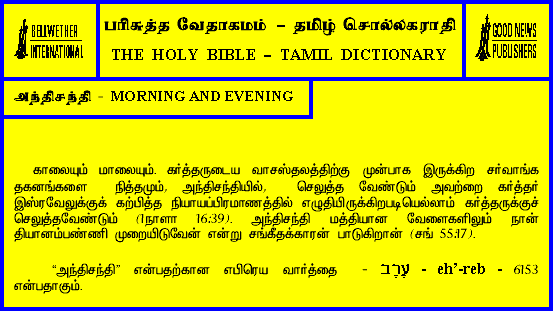 BELLWETHER
INTERNATIONAL
பரிசுத்த வேதாகமம் – தமிழ் சொல்லகராதி
THE HOLY BIBLE – TAMIL DICTIONARY
GOOD NEWS
PUBLISHERS
அந்திசந்தி - MORNING AND EVENING
காலையும் மாலையும். கர்த்தருடைய வாசஸ்தலத்திற்கு முன்பாக இருக்கிற சர்வாங்க
தகனங்களை நித்தமும், அந்திசந்தியில், செலுத்த வேண்டும் அவற்றை கர்த்தர்
இஸ்ரவேலுக்குக் கற்பித்த நியாயப்பிரமாணத்தில் எழுதியிருக்கிறபடியெல்லாம் கர்த்தருக்குச்
செலுத்தவேண்டும் (1நாளா 16:39). அந்திசந்தி மத்தியான வேளைகளிலும் நான்
தியானம்பண்ணி முறையிடுவேன் என்று சங்கீதக்காரன் பாடுகிறான் (சங் 55:17).
“அந்திசந்தி” என்பதற்கான எபிரெய வார்த்தை - עֶרֶב - eh’-reb - 6153
என்பதாகும்.